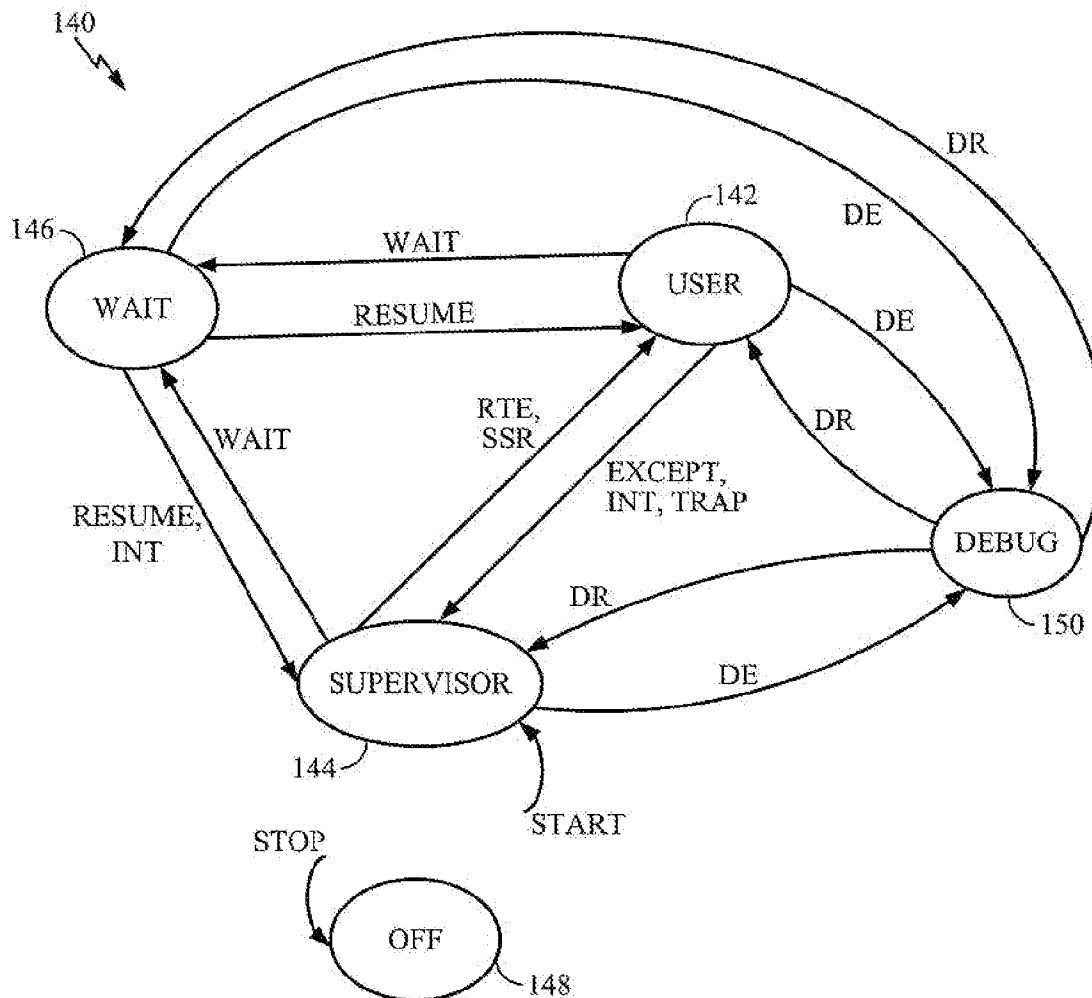 140
DR
142
DE
146
WAIT
USER
WAIT
DE
RESUME
RTE,
SSR
DR
WAIT
EXCEPT,
INT, TRAP
RESUME,
INT
DEBUG
DR
150
SUPERVISOR
DE
144
START
STOP
OFF
148